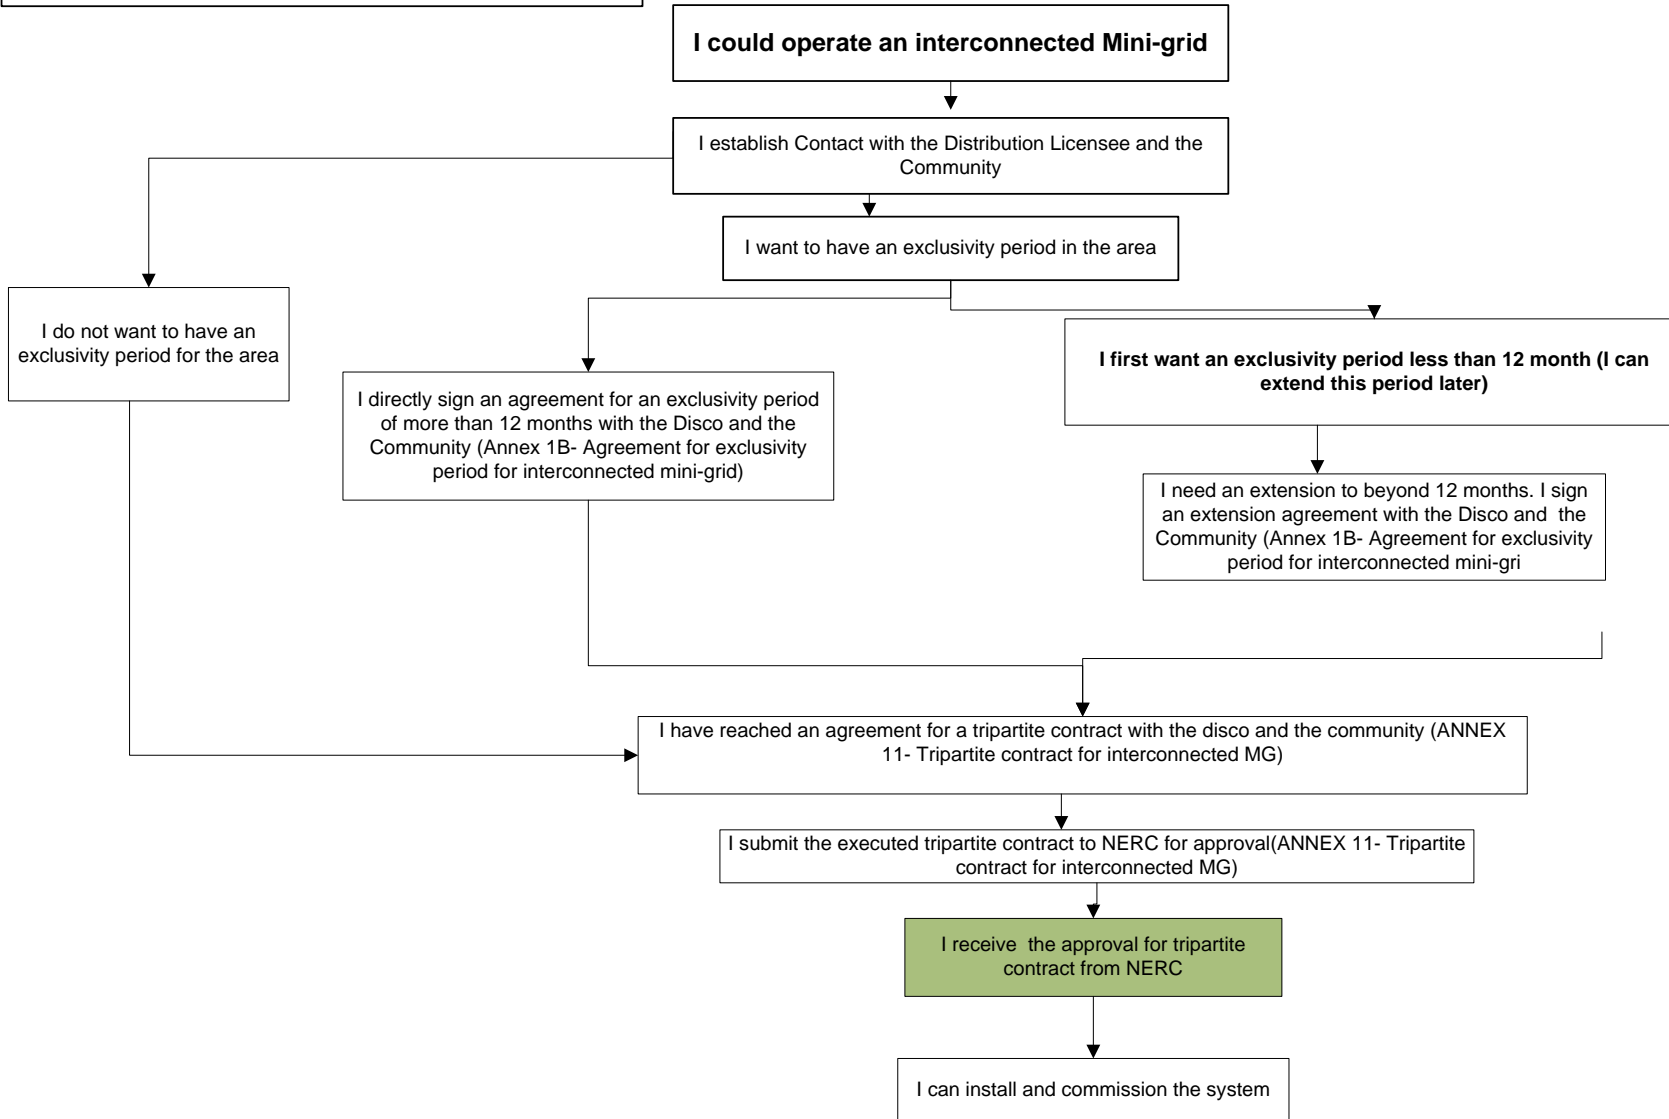 I could operate an interconnected Mini-grid
I establish Contact with the Distribution Licensee and the
Community
I want to have an exclusivity period in the area
I do not want to have an
exclusivity period for the area
I directly sign an agreement for an exclusivity period
of more than 12 months with the Disco and the
Community (Annex 1B- Agreement for exclusivity
period for interconnected mini-grid)
I first want an exclusivity period less than 12 month (I can
extend this period later)
I need an extension to beyond 12 months. I sign
an extension agreement with the Disco and  the
Community (Annex 1B- Agreement for exclusivity
period for interconnected mini-gri
I have reached an agreement for a tripartite contract with the disco and the community (ANNEX
11- Tripartite contract for interconnected MG)
I submit the executed tripartite contract to NERC for approval(ANNEX 11- Tripartite
contract for interconnected MG)
I receive  the approval for tripartite
contract from NERC
I can install and commission the system